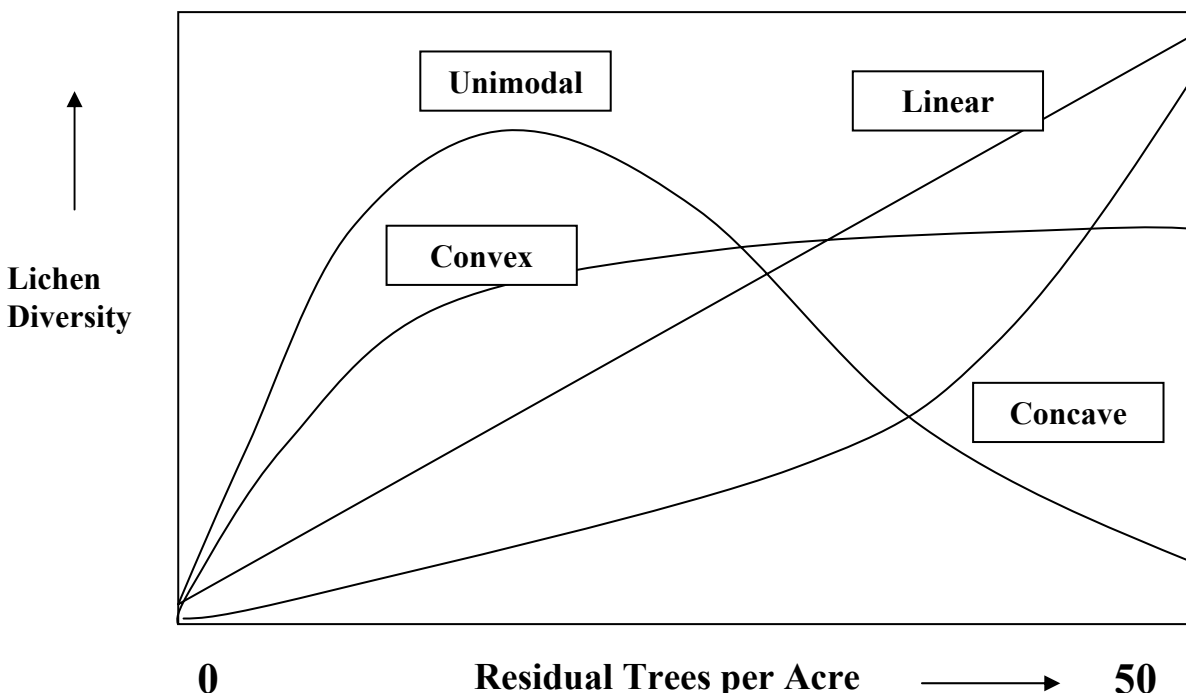 Unimodal
Linear
Convex
Lichen
Diversity
Concave
0 Residual Trees per Acre 50